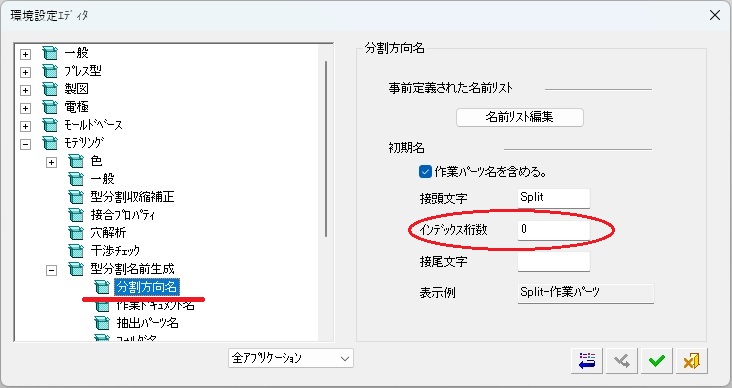 環境設定ｴﾃﾞｨﾀ
一般
ﾌﾟﾚｽ型
製図
電極
ﾓｰﾙﾄﾞﾍﾞｰｽ
ﾓﾃﾞﾘﾝｸﾞ
色
一般
型分割収縮補正
接合ﾌﾟﾛﾊﾟﾃｨ
穴解析
干渉ﾁｪｯｸ
型分割名前生成
分割方向名
作業ﾄﾞｷｭﾒﾝﾄ名
抽出ﾊﾟｰﾂ名
ﾌｫﾙﾀﾞ名
分割方向名
事前定義された名前ﾘｽﾄ
名前ﾘｽﾄ編集
初期名
作業ﾊﾟｰﾂ名を含める。
接頭文字 Split
ｲﾝﾃﾞｯｸｽ桁数 0
接尾文字
表示例 Split-作業ﾊﾟｰﾂ
全ｱﾌﾟﾘｹｰｼｮﾝ